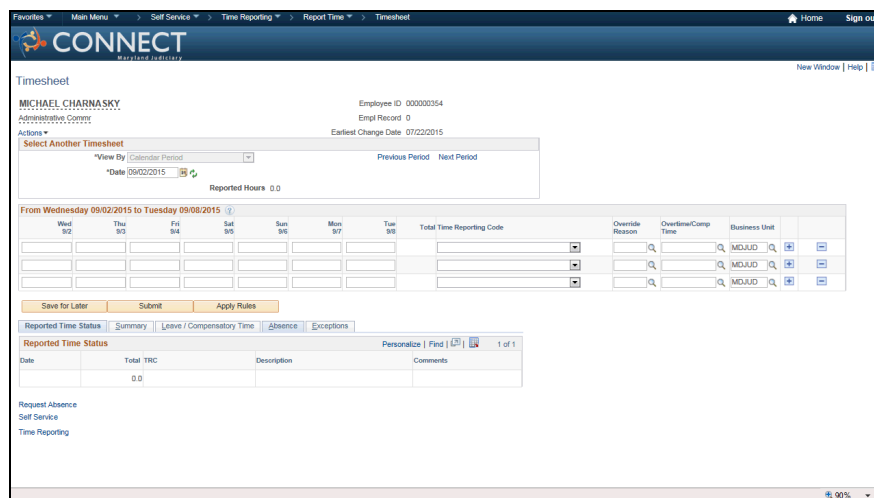 Favorites Main Menu > Self Service > Time Reporting > Report Time > Timesheet Home Sign ou
CONNECT
Maryland Judiciary
New Window | Help |
Timesheet
MICHAEL CHARNASKY Employee ID 000000354
Administrative Commr Empl Record 0
Actions Earliest Change Date 07/22/2015
Select Another Timesheet
*View By Calendar Period Previous Period Next Period
*Date 09/02/2015
Reported Hours 0.0
From Wednesday 09/02/2015 to Tuesday 09/08/2015
Wed 9/2 Thu 9/3 Fri 9/4 Sat 9/5 Sun 9/6 Mon 9/7 Tue 9/8 Total Time Reporting Code Override Reason Overtime/Comp Time Business Unit
MDJUD
MDJUD
MDJUD
Save for Later Submit Apply Rules
Reported Time Status Summary Leave / Compensatory Time Absence Exceptions
Reported Time Status Personalize | Find | | 1 of 1
Date Total TRC Description Comments
0.0
Request Absence
Self Service
Time Reporting
90%